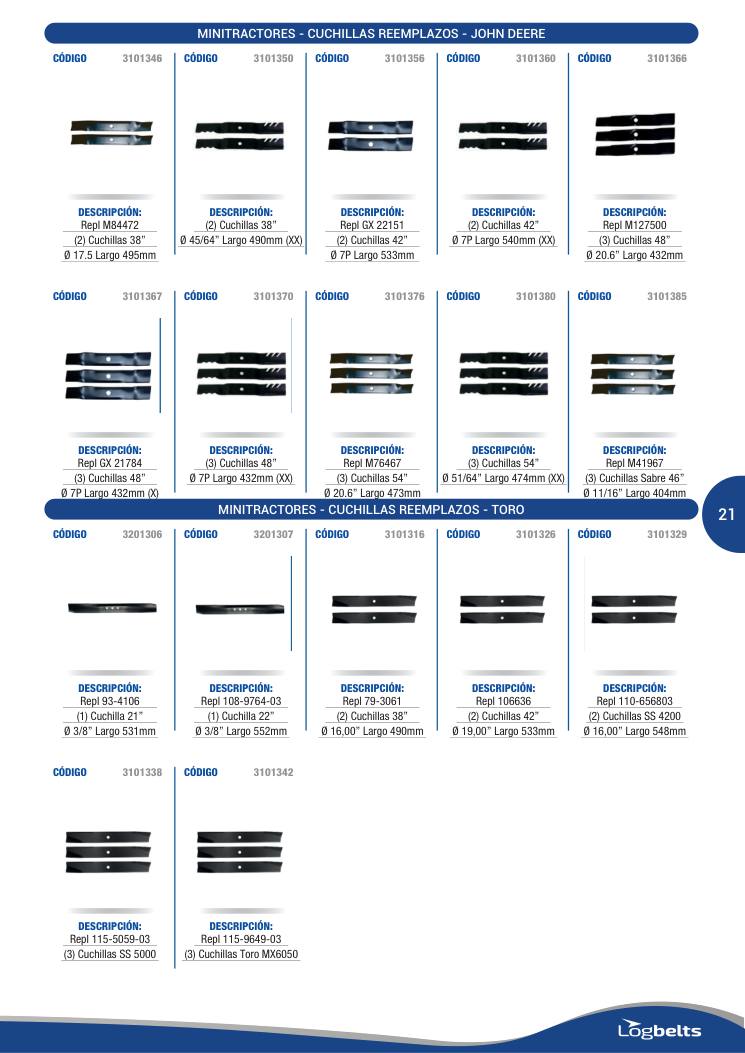 MINITRACTORES - CUCHILLAS REEMPLAZOS - JOHN DEERE
CÓDIGO 3101346
DESCRIPCIÓN:
Repl M84472
(2) Cuchillas 38”
Ø 17.5 Largo 495mm
CÓDIGO 3101350
DESCRIPCIÓN:
(2) Cuchillas 38”
Ø 45/64” Largo 490mm (XX)
CÓDIGO 3101356
DESCRIPCIÓN:
Repl GX 22151
(2) Cuchillas 42”
Ø 7P Largo 533mm
CÓDIGO 3101360
DESCRIPCIÓN:
(2) Cuchillas 42”
Ø 7P Largo 540mm (XX)
CÓDIGO 3101366
DESCRIPCIÓN:
Repl M127500
(3) Cuchillas 48”
Ø 20.6” Largo 432mm
CÓDIGO 3101367
DESCRIPCIÓN:
Repl GX 21784
(3) Cuchillas 48”
Ø 7P Largo 432mm (X)
CÓDIGO 3101370
DESCRIPCIÓN:
(3) Cuchillas 48”
Ø 7P Largo 432mm (XX)
CÓDIGO 3101376
DESCRIPCIÓN:
Repl M76467
(3) Cuchillas 54”
Ø 20.6” Largo 473mm
CÓDIGO 3101380
DESCRIPCIÓN:
(3) Cuchillas 54”
Ø 51/64” Largo 474mm (XX)
CÓDIGO 3101385
DESCRIPCIÓN:
Repl M41967
(3) Cuchillas Sabre 46”
Ø 11/16” Largo 404mm
MINITRACTORES - CUCHILLAS REEMPLAZOS - TORO
21
CÓDIGO 3201306
DESCRIPCIÓN:
Repl 93-4106
(1) Cuchilla 21”
Ø 3/8” Largo 531mm
CÓDIGO 3201307
DESCRIPCIÓN:
Repl 108-9764-03
(1) Cuchilla 22”
Ø 3/8” Largo 552mm
CÓDIGO 3101316
DESCRIPCIÓN:
Repl 79-3061
(2) Cuchillas 38”
Ø 16,00” Largo 490mm
CÓDIGO 3101326
DESCRIPCIÓN:
Repl 106636
(2) Cuchillas 42”
Ø 19,00” Largo 533mm
CÓDIGO 3101329
DESCRIPCIÓN:
Repl 110-656803
(2) Cuchillas SS 4200
Ø 16,00” Largo 548mm
CÓDIGO 3101338
DESCRIPCIÓN:
Repl 115-5059-03
(3) Cuchillas SS 5000
CÓDIGO 3101342
DESCRIPCIÓN:
Repl 115-9649-03
(3) Cuchillas Toro MX6050
Logbelts